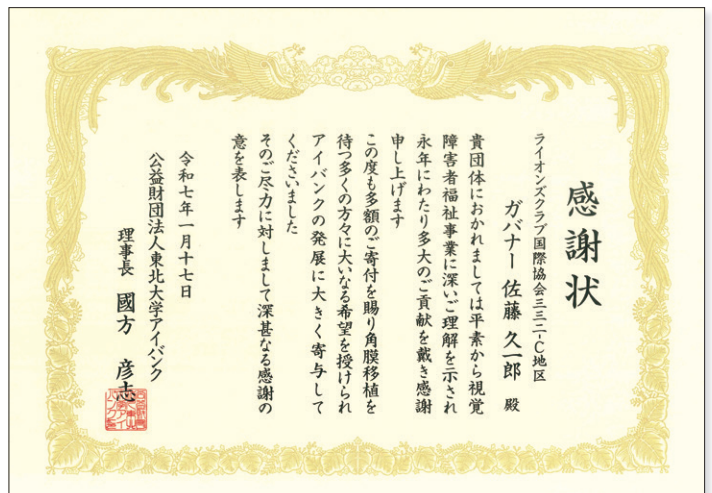 感謝状
ライオンズクラブ国際協会三三二-C地区
ガバナー 佐藤 久一郎 殿
貴団体におかれましては平素から視覚
障害者福祉事業に深いご理解を示され
永年にわたり多大のご貢献を戴き感謝
申し上げます
この度も多額のご寄付を賜り角膜移植を
待つ多くの方々に大いなる希望を授けられ
アイバンクの発展に大きく寄与して
くださいました
そのご尽力に対しまして深甚なる感謝の
意を表します
令和七年一月十七日
公益財団法人東北大学アイバンク
理事長 國方 彦志